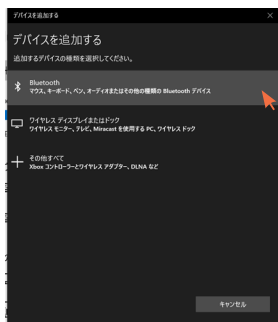 デバイスを追加する
デバイスを追加する
追加するデバイスの種類を選択してください。
Bluetooth
マウス、キーボード、ペン、オーディオまたはその他の種類の Bluetooth デバイス
ワイヤレス ディスプレイまたはドック
ワイヤレス モニター、テレビ、Miracast を使用する PC、ワイヤレス ドック
その他すべて
Xbox コントローラーとワイヤレス アダプター、DLNA など
キャンセル